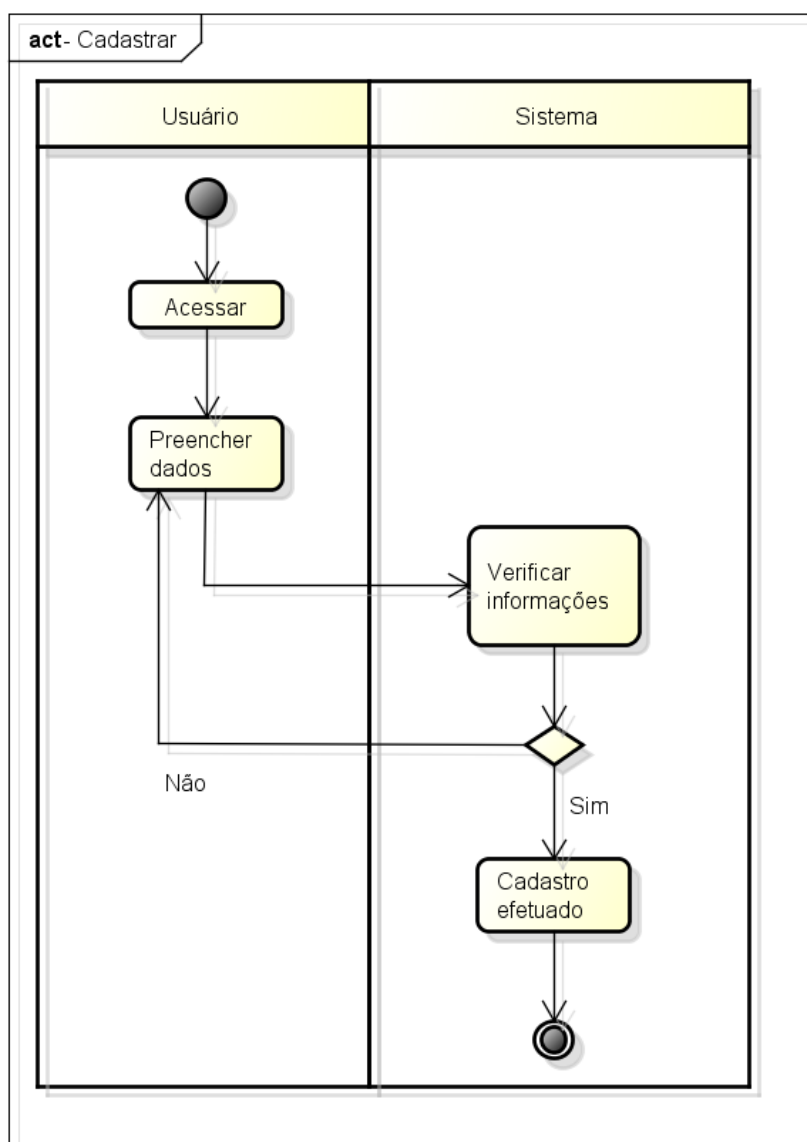 act- Cadastrar
Usuário
Sistema
Acessar
Preencher
dados
Verificar
informações
Não
Sim
Cadastro
efetuado